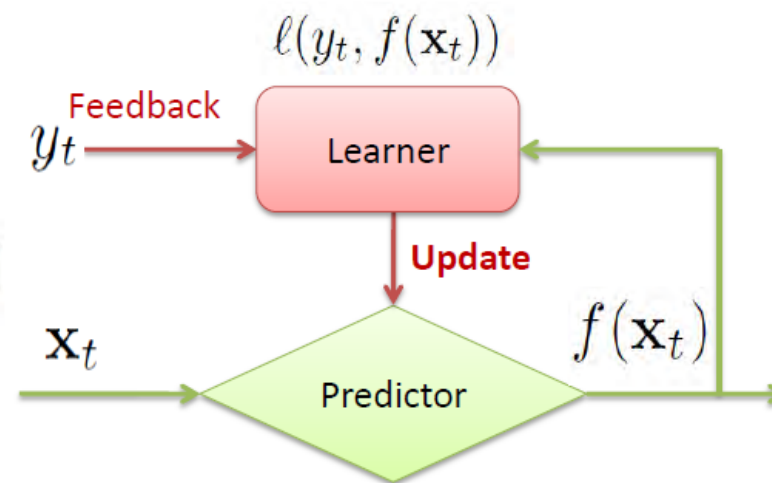 ℓ(y_t, f(𝐱_t))
Feedback
y_t
Learner
Update
𝐱_t
f(𝐱_t)
Predictor